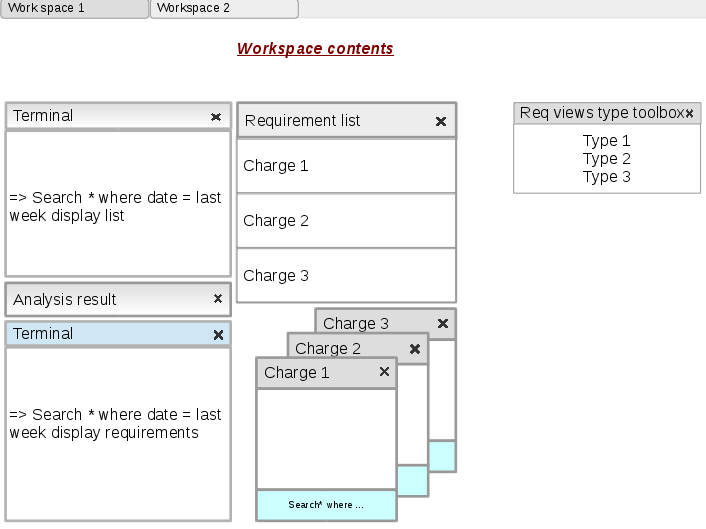 Work space 1
Workspace 2
Workspace contents
Terminal
=> Search * where date = last
week display list
Analysis result
Terminal
=> Search * where date = last
week display requirements
Requirement list
Charge 1
Charge 2
Charge 3
Charge 3
Charge 2
Charge 1
Search* where ...
Req views type toolbox
Type 1
Type 2
Type 3